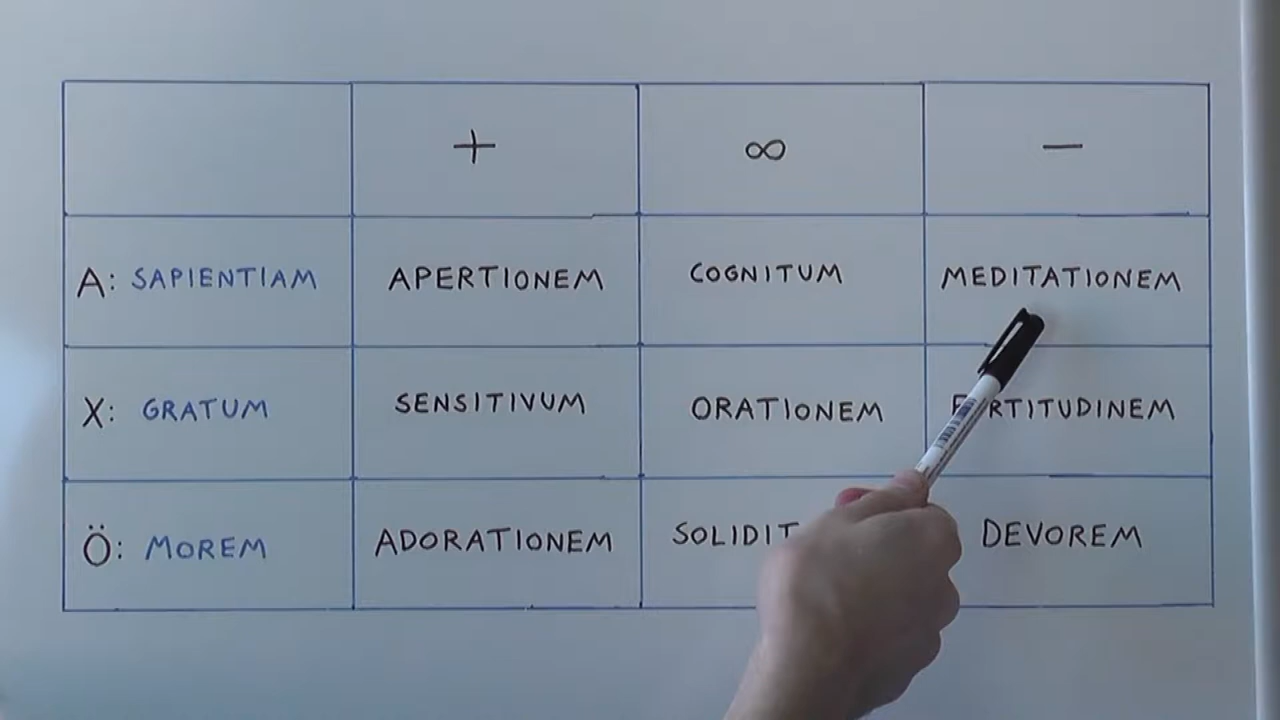 + ∞ −
A: SAPIENTIAM APERTIONEM COGNITUM MEDITATIONEM
X: GRATUM SENSITIVUM ORATIONEM
Ö: MOREM ADORATIONEM DEVOREM